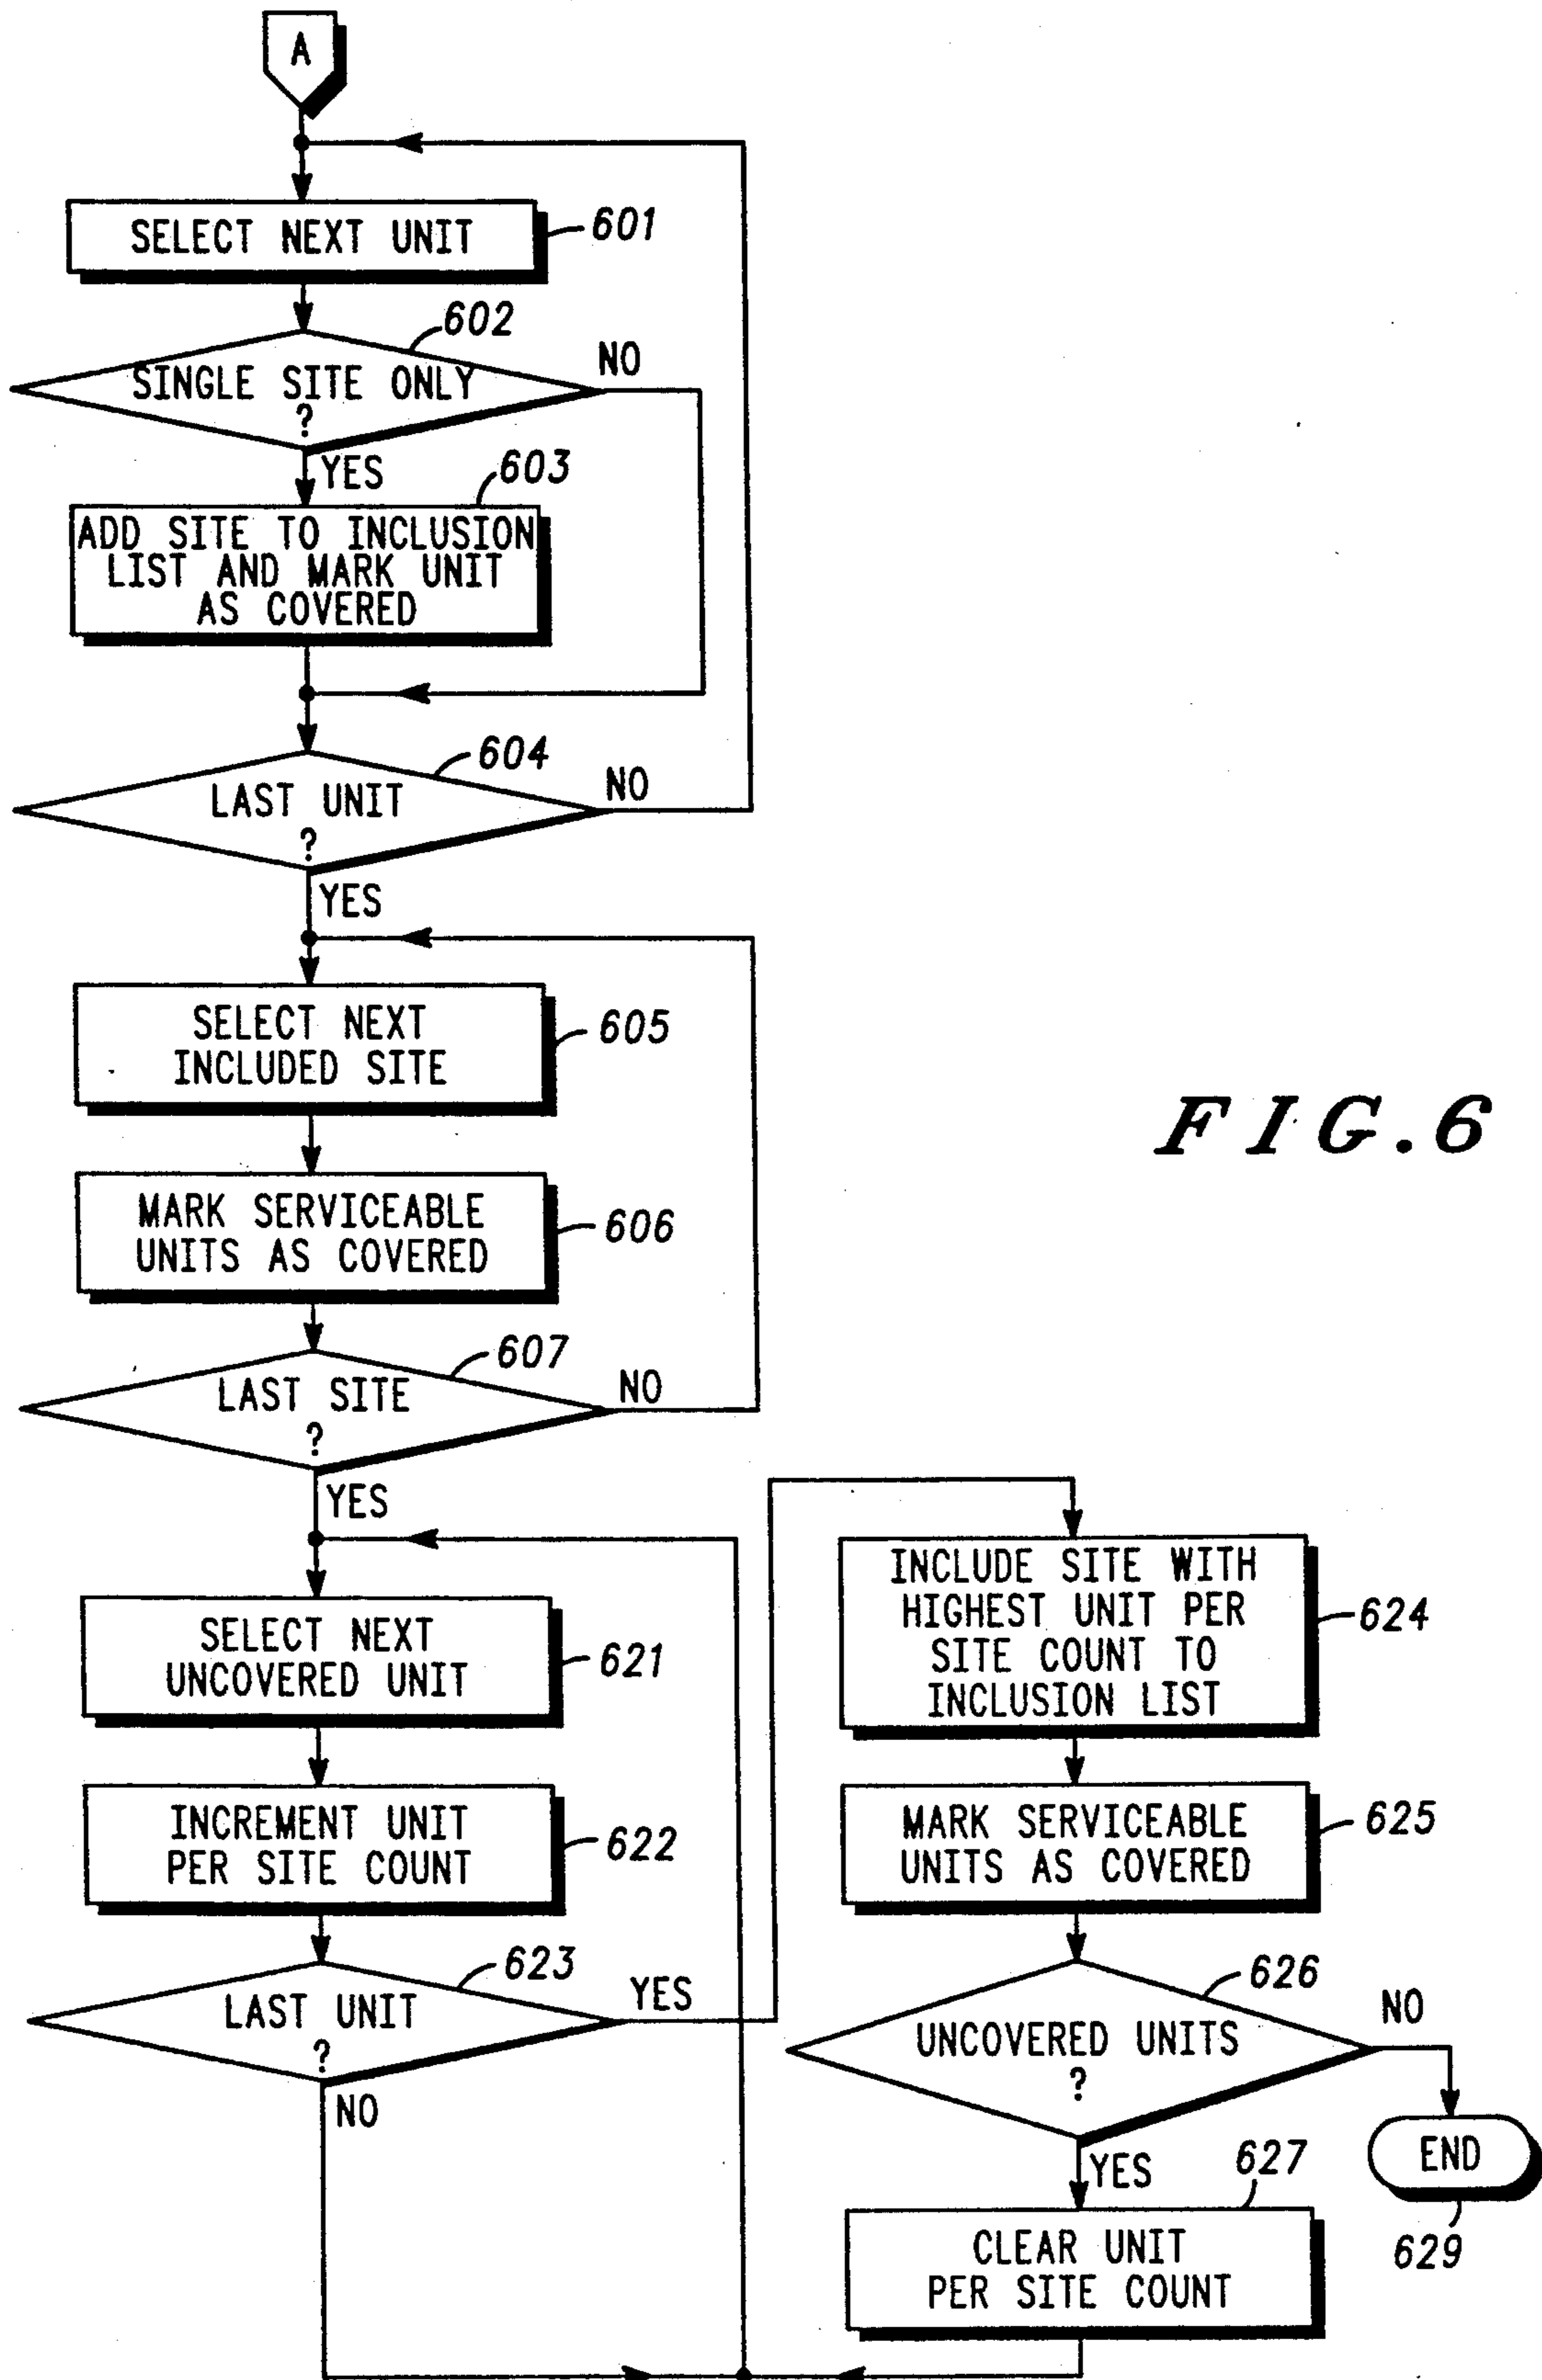 A
SELECT NEXT UNIT
601
602
SINGLE SITE ONLY
?
NO
YES
603
ADD SITE TO INCLUSION
LIST AND MARK UNIT
AS COVERED
604
LAST UNIT
?
NO
YES
SELECT NEXT
INCLUDED SITE
605
MARK SERVICEABLE
UNITS AS COVERED
606
607
LAST SITE
?
NO
YES
SELECT NEXT
UNCOVERED UNIT
621
INCREMENT UNIT
PER SITE COUNT
622
623
LAST UNIT
?
YES
NO
INCLUDE SITE WITH
HIGHEST UNIT PER
SITE COUNT TO
INCLUSION LIST
624
MARK SERVICEABLE
UNITS AS COVERED
625
626
UNCOVERED UNITS
?
NO
YES
END
629
627
CLEAR UNIT
PER SITE COUNT
FIG.6